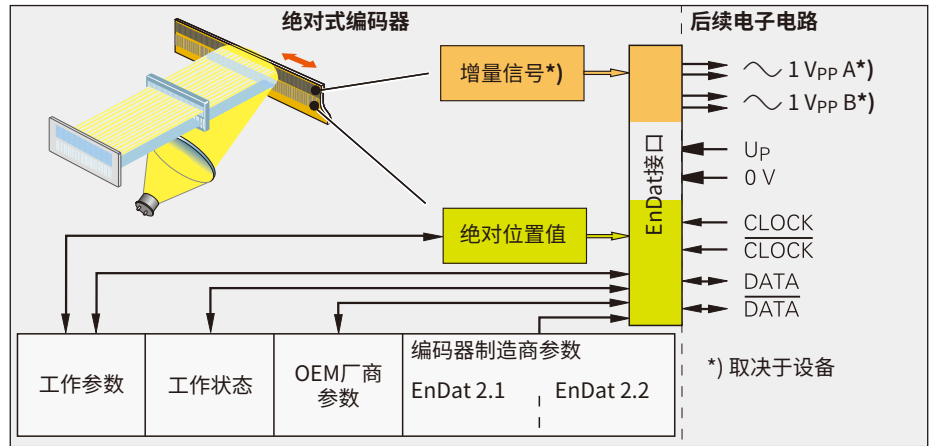 绝对式编码器
后续电子电路
增量信号*)
1 VPP A*)
1 VPP B*)
EnDat接口
UP
0 V
绝对位置值
CLOCK
CLOCK
DATA
DATA
工作参数
工作状态
OEM厂商
参数
编码器制造商参数
EnDat 2.1
EnDat 2.2
*) 取决于设备